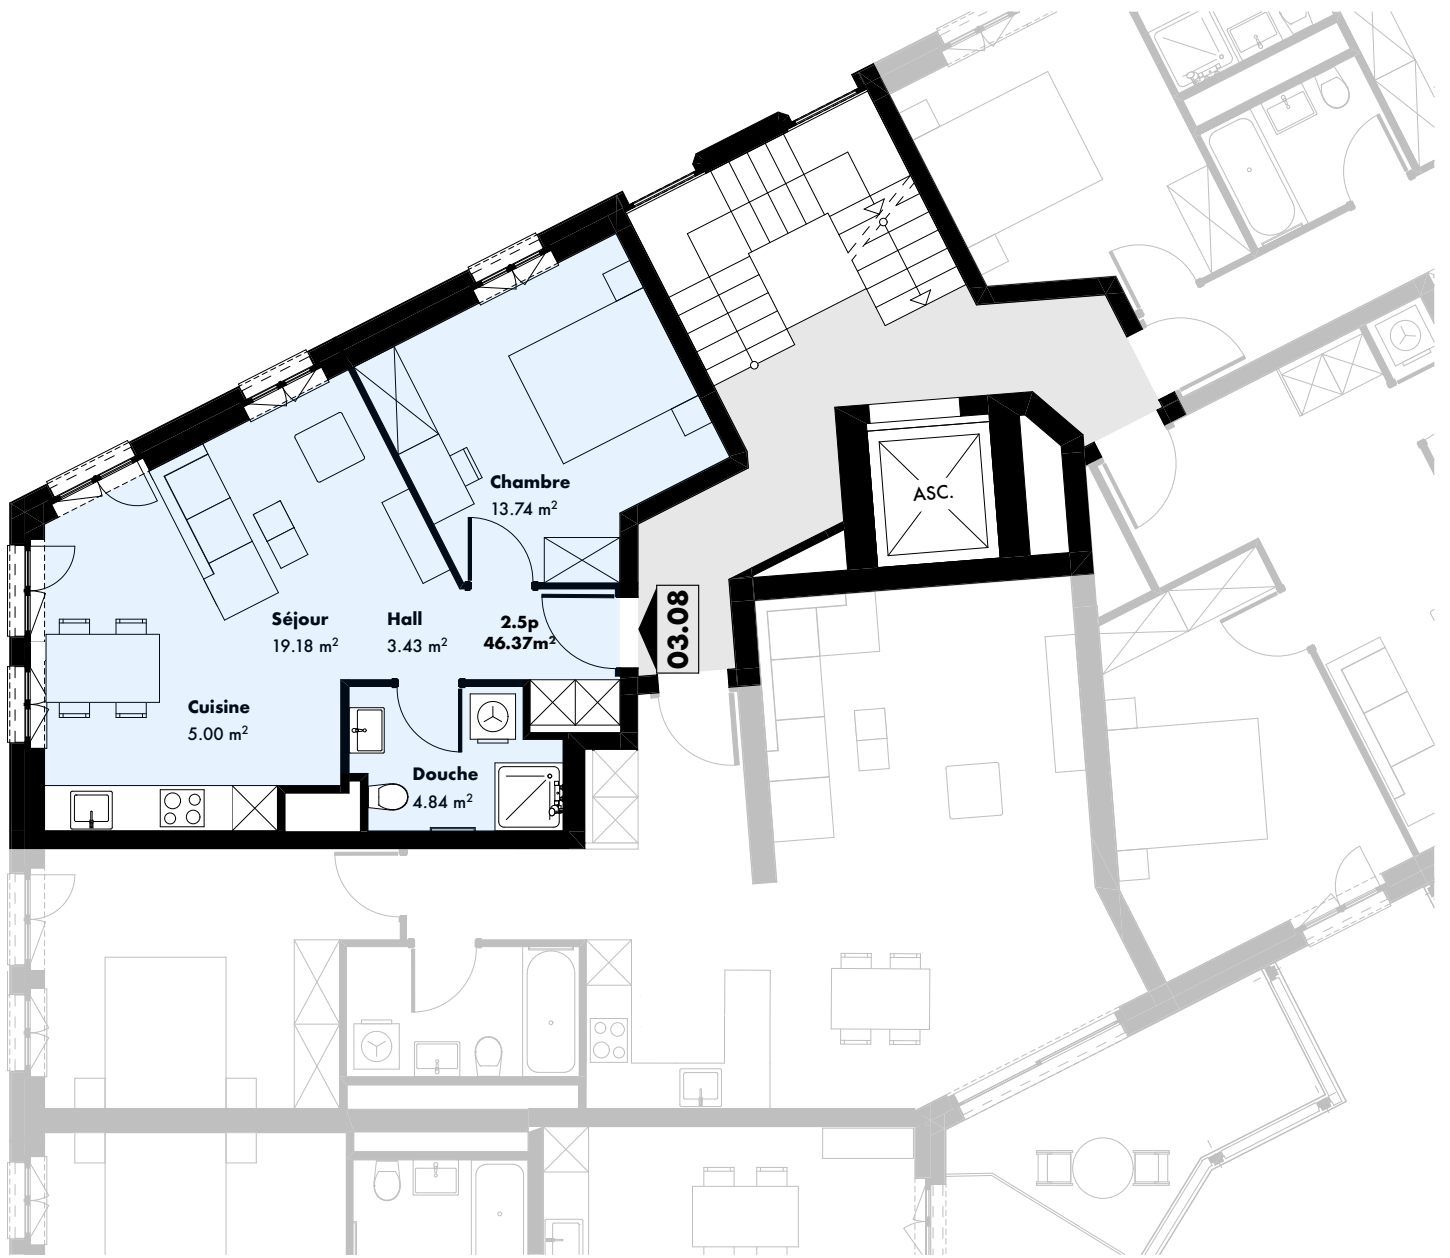 Chambre
13.74 m²
ASC.
Séjour
19.18 m²
Hall
3.43 m²
2.5p
46.37m²
03.08
Cuisine
5.00 m²
Douche
4.84 m²